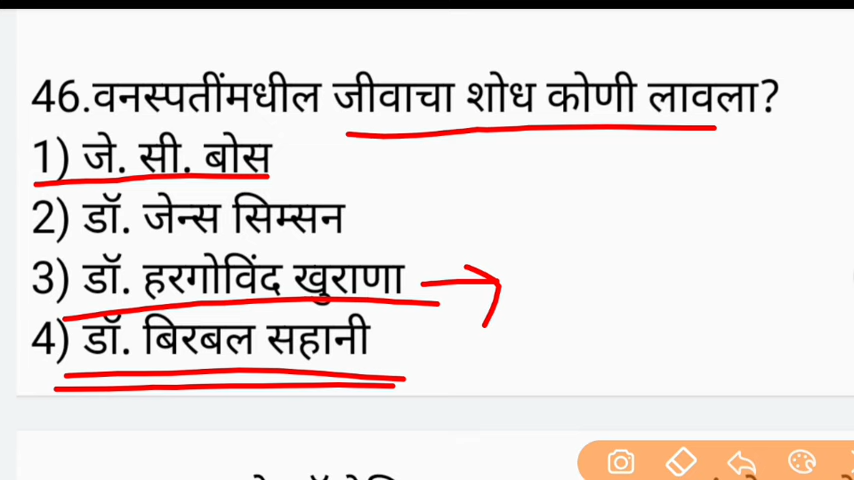 46.वनस्पतींमधील जीवाचा शोध कोणी लावला?
1) जे. सी. बोस
2) डॉ. जेन्स सिम्सन
3) डॉ. हरगोविंद खुराणा
4) डॉ. बिरबल सहानी